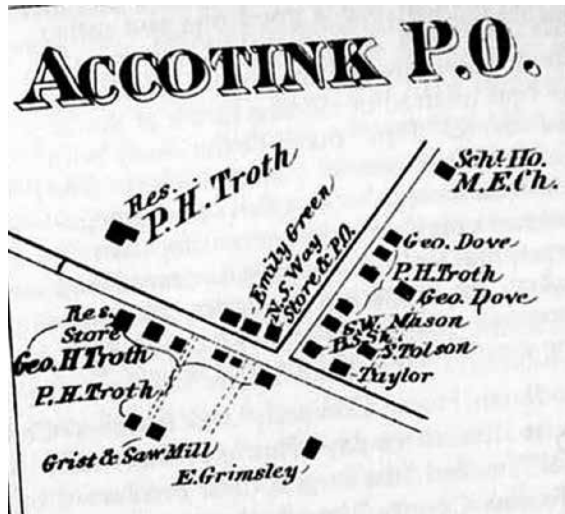 ACCOTINK P.O.
Res.
P.H. Troth
Emily Green
N.S. Way
Store & P.O.
Schl. Ho.
M.E. Ch.
Geo. Dove
P.H. Troth
Geo. Dove
S.W. Mason
B.S. Sh.
S. Tolson
Taylor
Res.
Store
Geo. H Troth
P.H. Troth
Grist & Saw Mill
E. Grimsley